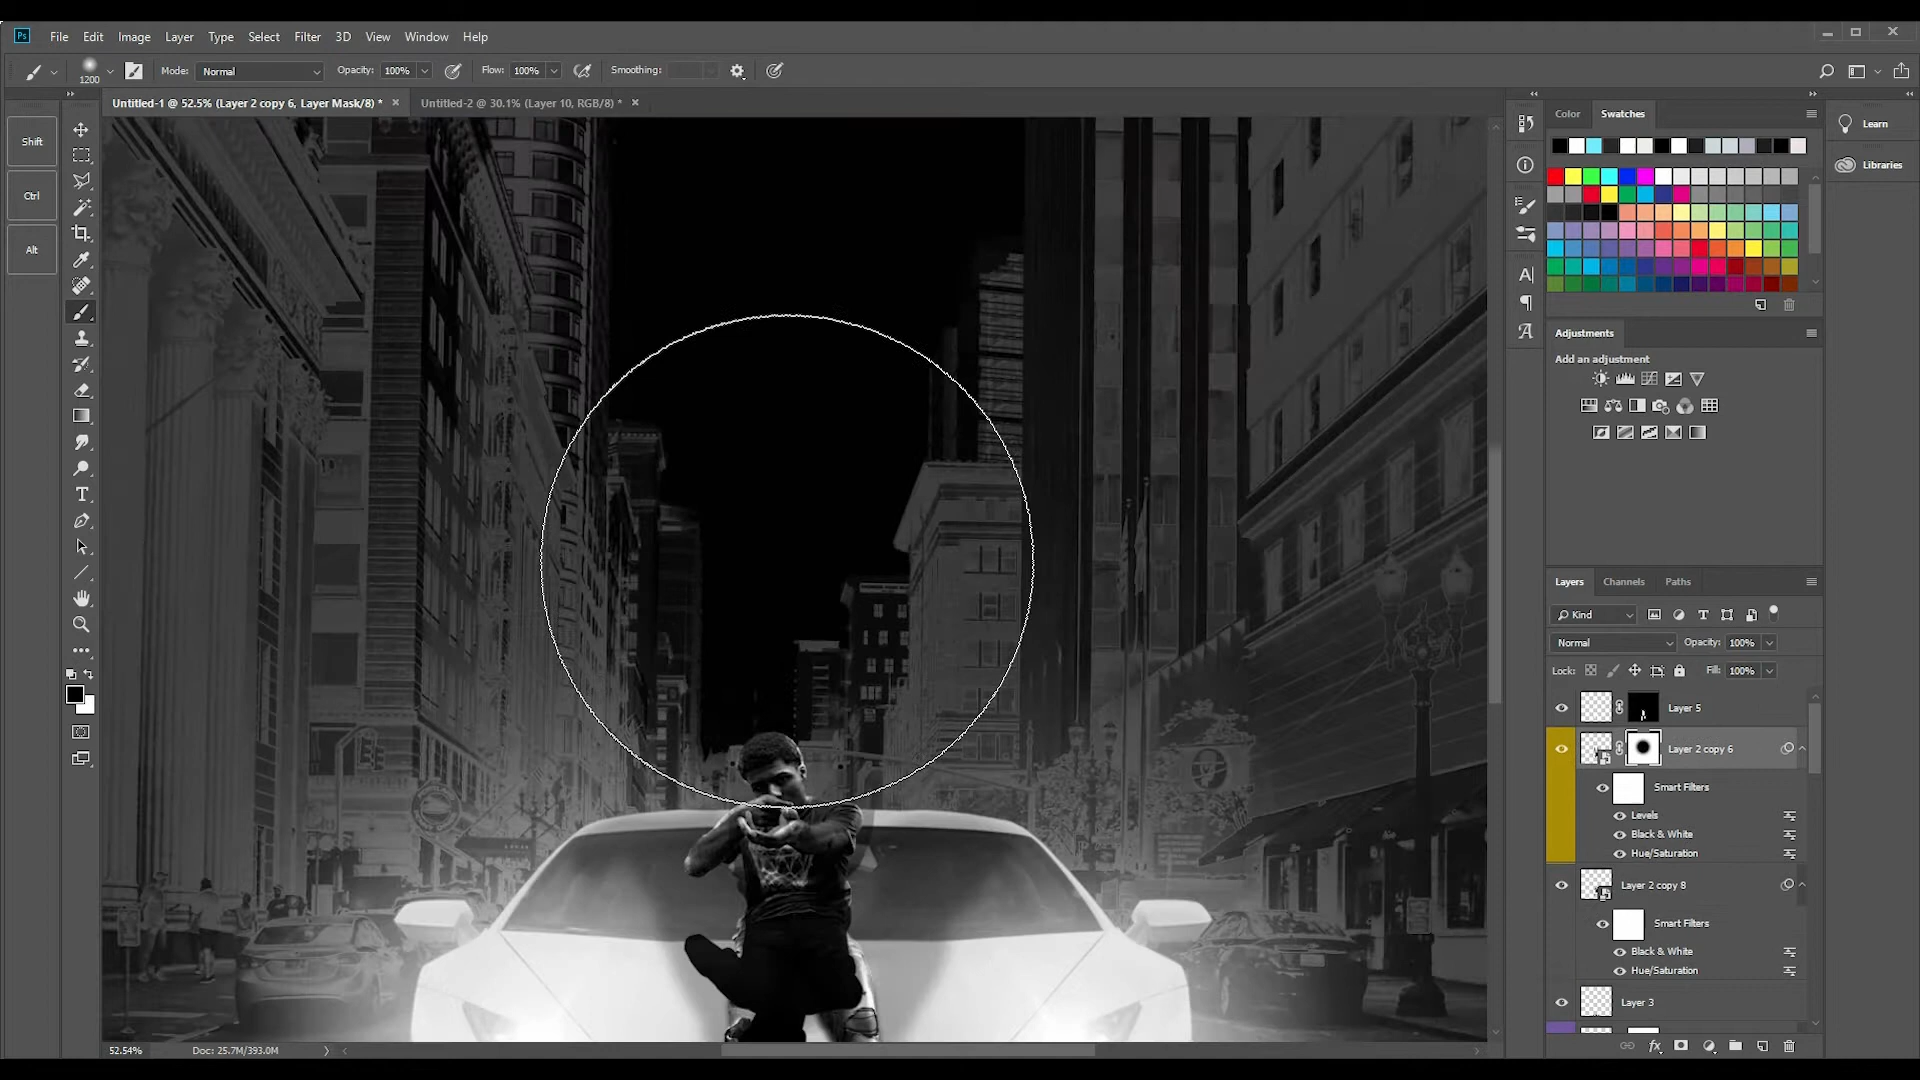 Ps File Edit Image Layer Type Select Filter 3D View Window Help
1200 Mode: Normal Opacity: 100% Flow: 100% Smoothing:
Untitled-1 @ 52.5% (Layer 2 copy 6, Layer Mask/8) * × Untitled-2 @ 30.1% (Layer 10, RGB/8) * ×
Shift
Ctrl
Alt
Color Swatches
Learn
Libraries
Adjustments
Add an adjustment
Layers Channels Paths
Kind
Normal Opacity: 100%
Lock: Fill: 100%
Layer 5
Layer 2 copy 6
Smart Filters
Levels
Black & White
Hue/Saturation
Layer 2 copy 8
Smart Filters
Black & White
Hue/Saturation
Layer 3
52.54% Doc: 25.7M/393.0M